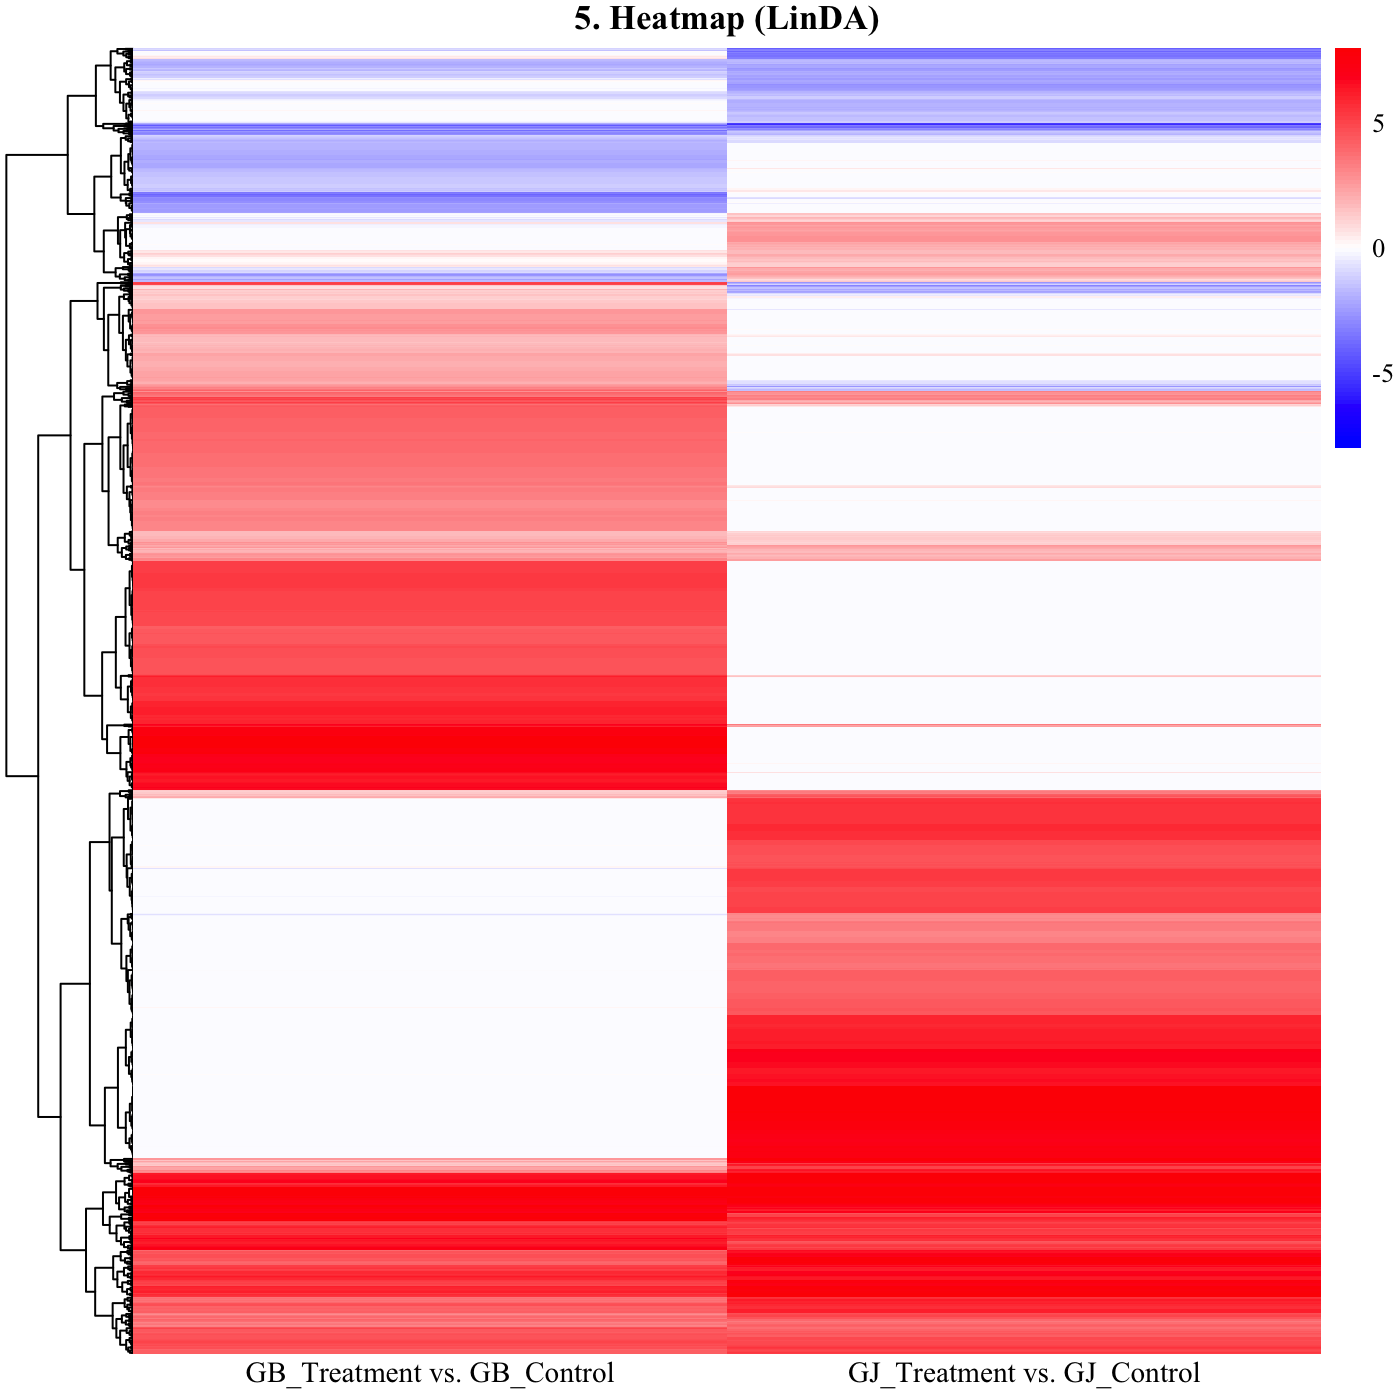 5. Heatmap (LinDA)
5
0
-5
GB_Treatment vs. GB_Control
GJ_Treatment vs. GJ_Control